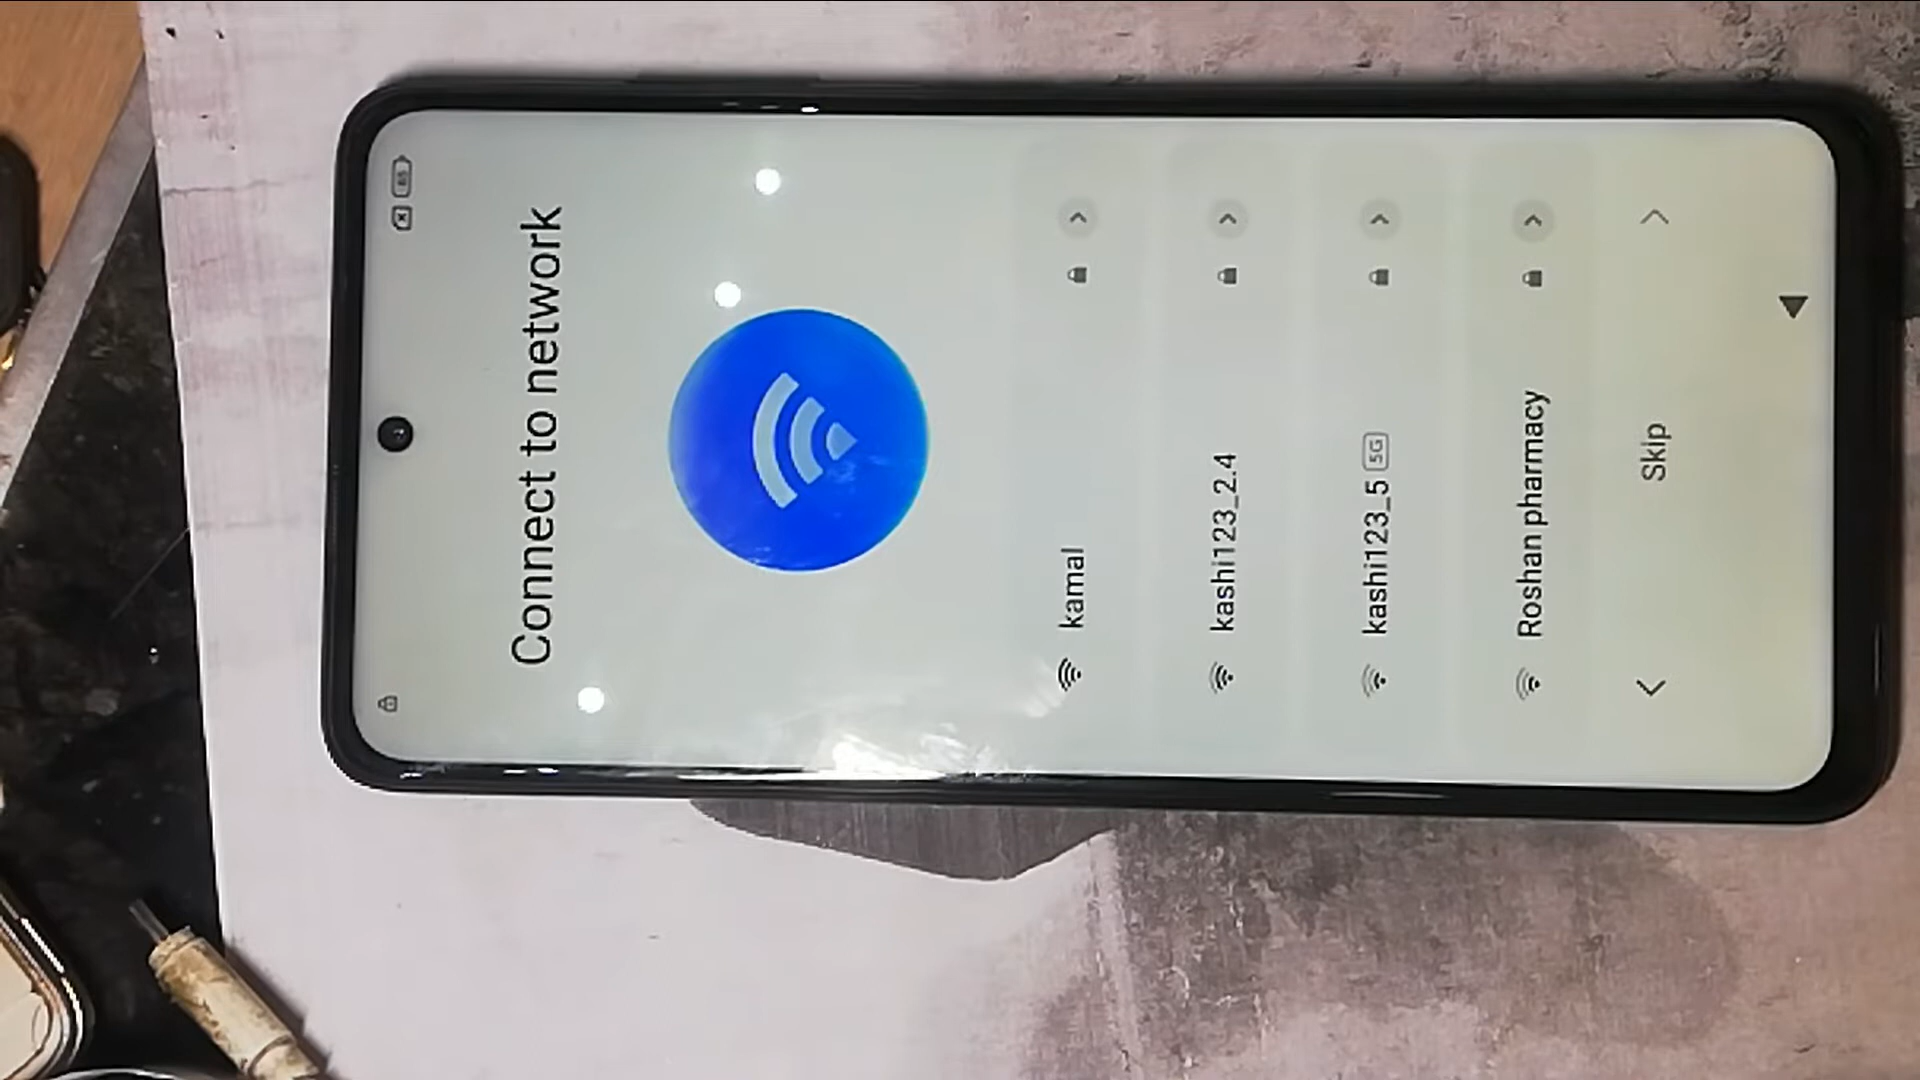 Connect to network
kamal
kashi123_2.4
kashi123_5 5G
Roshan pharmacy
Skip